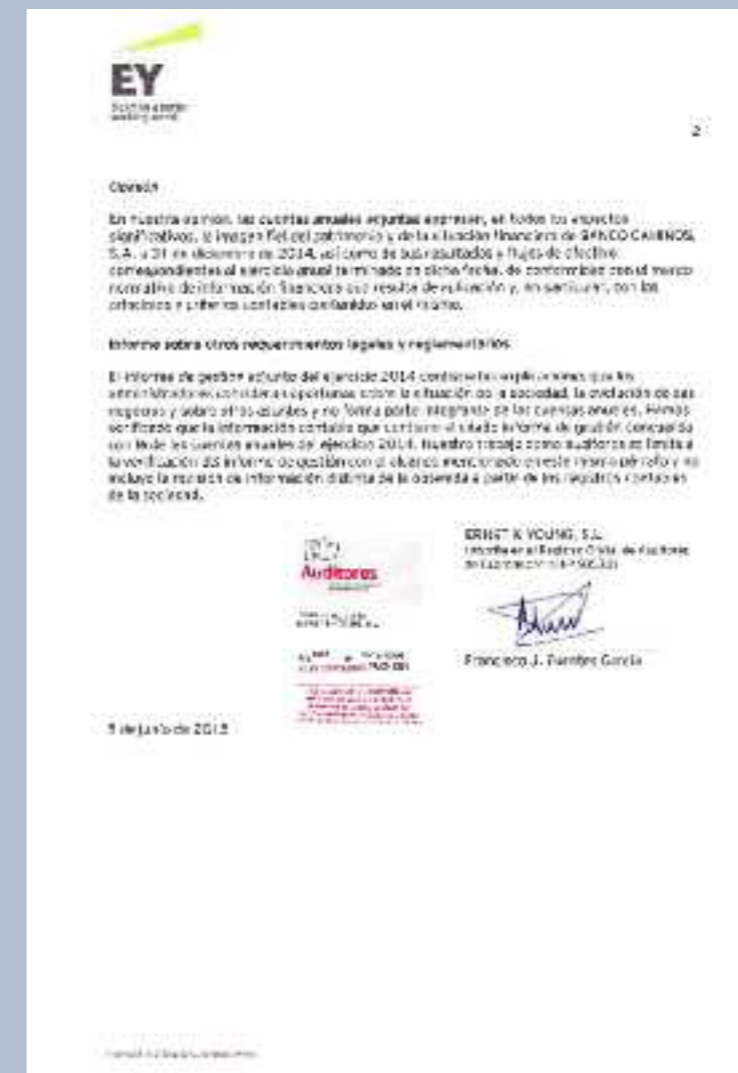 EY
Building a better
working world
2
Opinión
En nuestra opinión, las cuentas anuales adjuntas expresan, en todos los aspectos
significativos, la imagen fiel del patrimonio y de la situación financiera de BANCO CAMINOS,
S.A. a 31 de diciembre de 2014, así como de sus resultados y flujos de efectivo
correspondientes al ejercicio anual terminado en dicha fecha, de conformidad con el marco
normativo de información financiera que resulta de aplicación y, en particular, con los
principios y criterios contables contenidos en el mismo.
Informe sobre otros requerimientos legales y reglamentarios
El informe de gestión adjunto del ejercicio 2014 contiene las explicaciones que los
administradores consideran oportunas sobre la situación de la sociedad, la evolución de sus
negocios y sobre otros asuntos y no forma parte integrante de las cuentas anuales. Hemos
verificado que la información contable que contiene el citado informe de gestión concuerda
con la de las cuentas anuales del ejercicio 2014. Nuestro trabajo como auditores se limita a
la verificación del informe de gestión con el alcance mencionado en este mismo párrafo y no
incluye la revisión de información distinta de la obtenida a partir de los registros contables
de la sociedad.
Auditores
ERNST & YOUNG, S.L.
Francisco J. Fuentes García
5 de junio de 2015